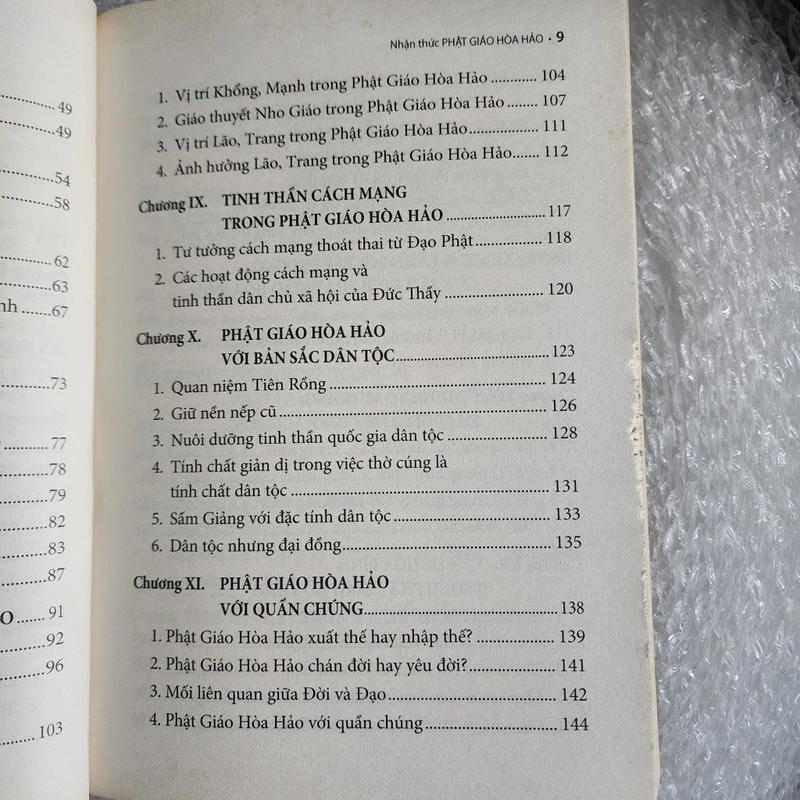 49
49
54
58
62
63
67
73
77
78
79
82
83
87
91
92
96
103
Nhận thức PHẬT GIÁO HÒA HẢO • 9
1. Vị trí Khổng, Mạnh trong Phật Giáo Hòa Hảo ............. 104
2. Giáo thuyết Nho Giáo trong Phật Giáo Hòa Hảo ........ 107
3. Vị trí Lão, Trang trong Phật Giáo Hòa Hảo ................. 111
4. Ảnh hưởng Lão, Trang trong Phật Giáo Hòa Hảo ...... 112
Chương IX. TINH THẦN CÁCH MẠNG
TRONG PHẬT GIÁO HÒA HẢO .................... 117
1. Tư tưởng cách mạng thoát thai từ Đạo Phật ................ 118
2. Các hoạt động cách mạng và
tinh thần dân chủ xã hội của Đức Thầy ..................... 120
Chương X. PHẬT GIÁO HÒA HẢO
VỚI BẢN SẮC DÂN TỘC ............................... 123
1. Quan niệm Tiên Rồng ............................................. 124
2. Giữ nền nếp cũ ....................................................... 126
3. Nuôi dưỡng tinh thần quốc gia dân tộc ..................... 128
4. Tính chất giản dị trong việc thờ cúng là
tính chất dân tộc .................................................... 131
5. Sấm Giảng với đặc tính dân tộc ................................ 133
6. Dân tộc nhưng đại đồng .......................................... 135
Chương XI. PHẬT GIÁO HÒA HẢO
VỚI QUẦN CHÚNG ....................................... 138
1. Phật Giáo Hòa Hảo xuất thế hay nhập thế? ................ 139
2. Phật Giáo Hòa Hảo chán đời hay yêu đời? ................. 141
3. Mối liên quan giữa Đời và Đạo ................................. 142
4. Phật Giáo Hòa Hảo với quần chúng .......................... 144